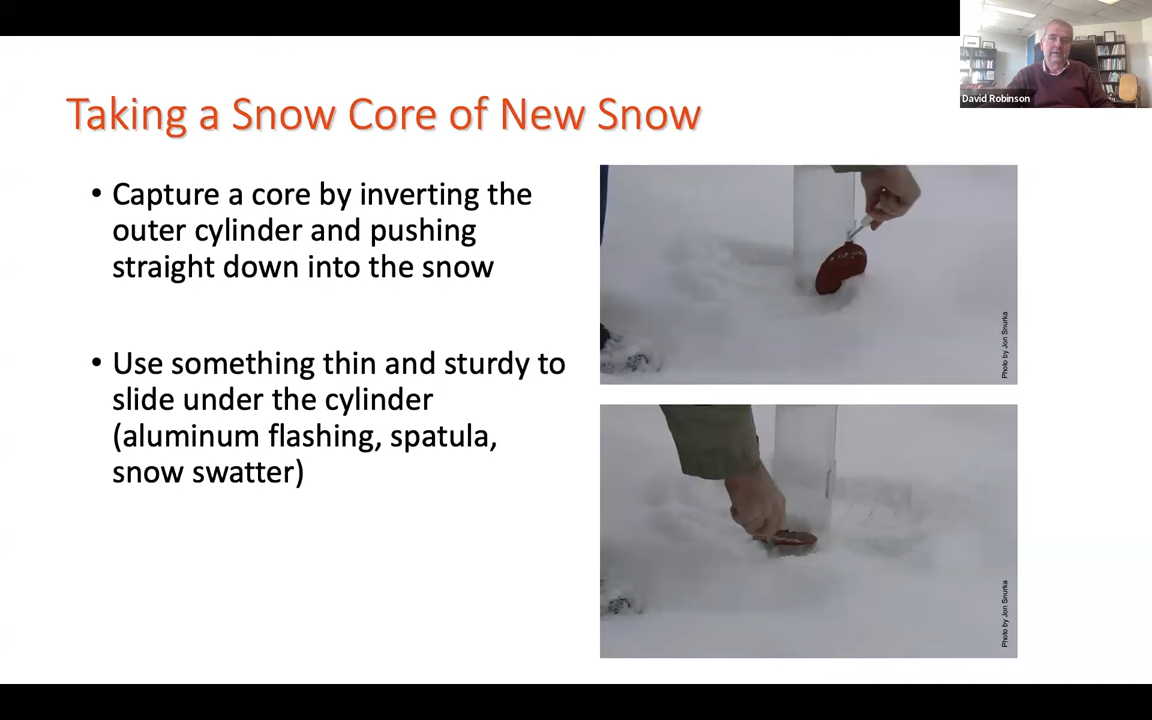 David Robinson
Taking a Snow Core of New Snow
• Capture a core by inverting the
outer cylinder and pushing
straight down into the snow
• Use something thin and sturdy to
slide under the cylinder
(aluminum flashing, spatula,
snow swatter)
Photo by Jon Snurka
Photo by Jon Snurka